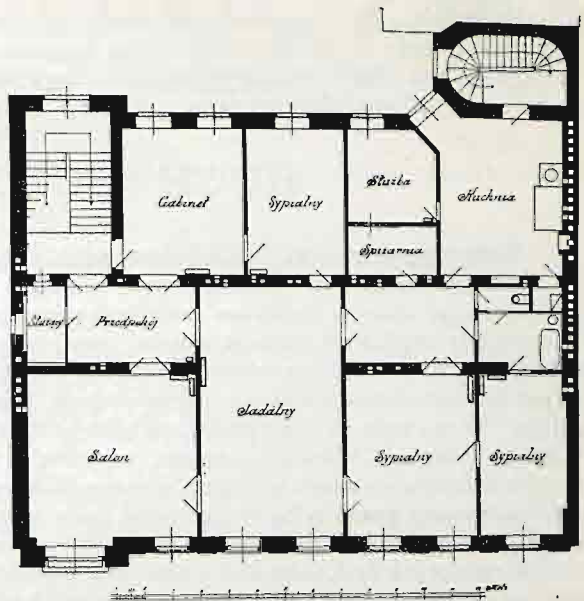 Gabinet
Sypialny
Służba
Kuchnia
Spiżarnia
Przedpokój
Salon
Jadalny
Sypialny
Sypialny